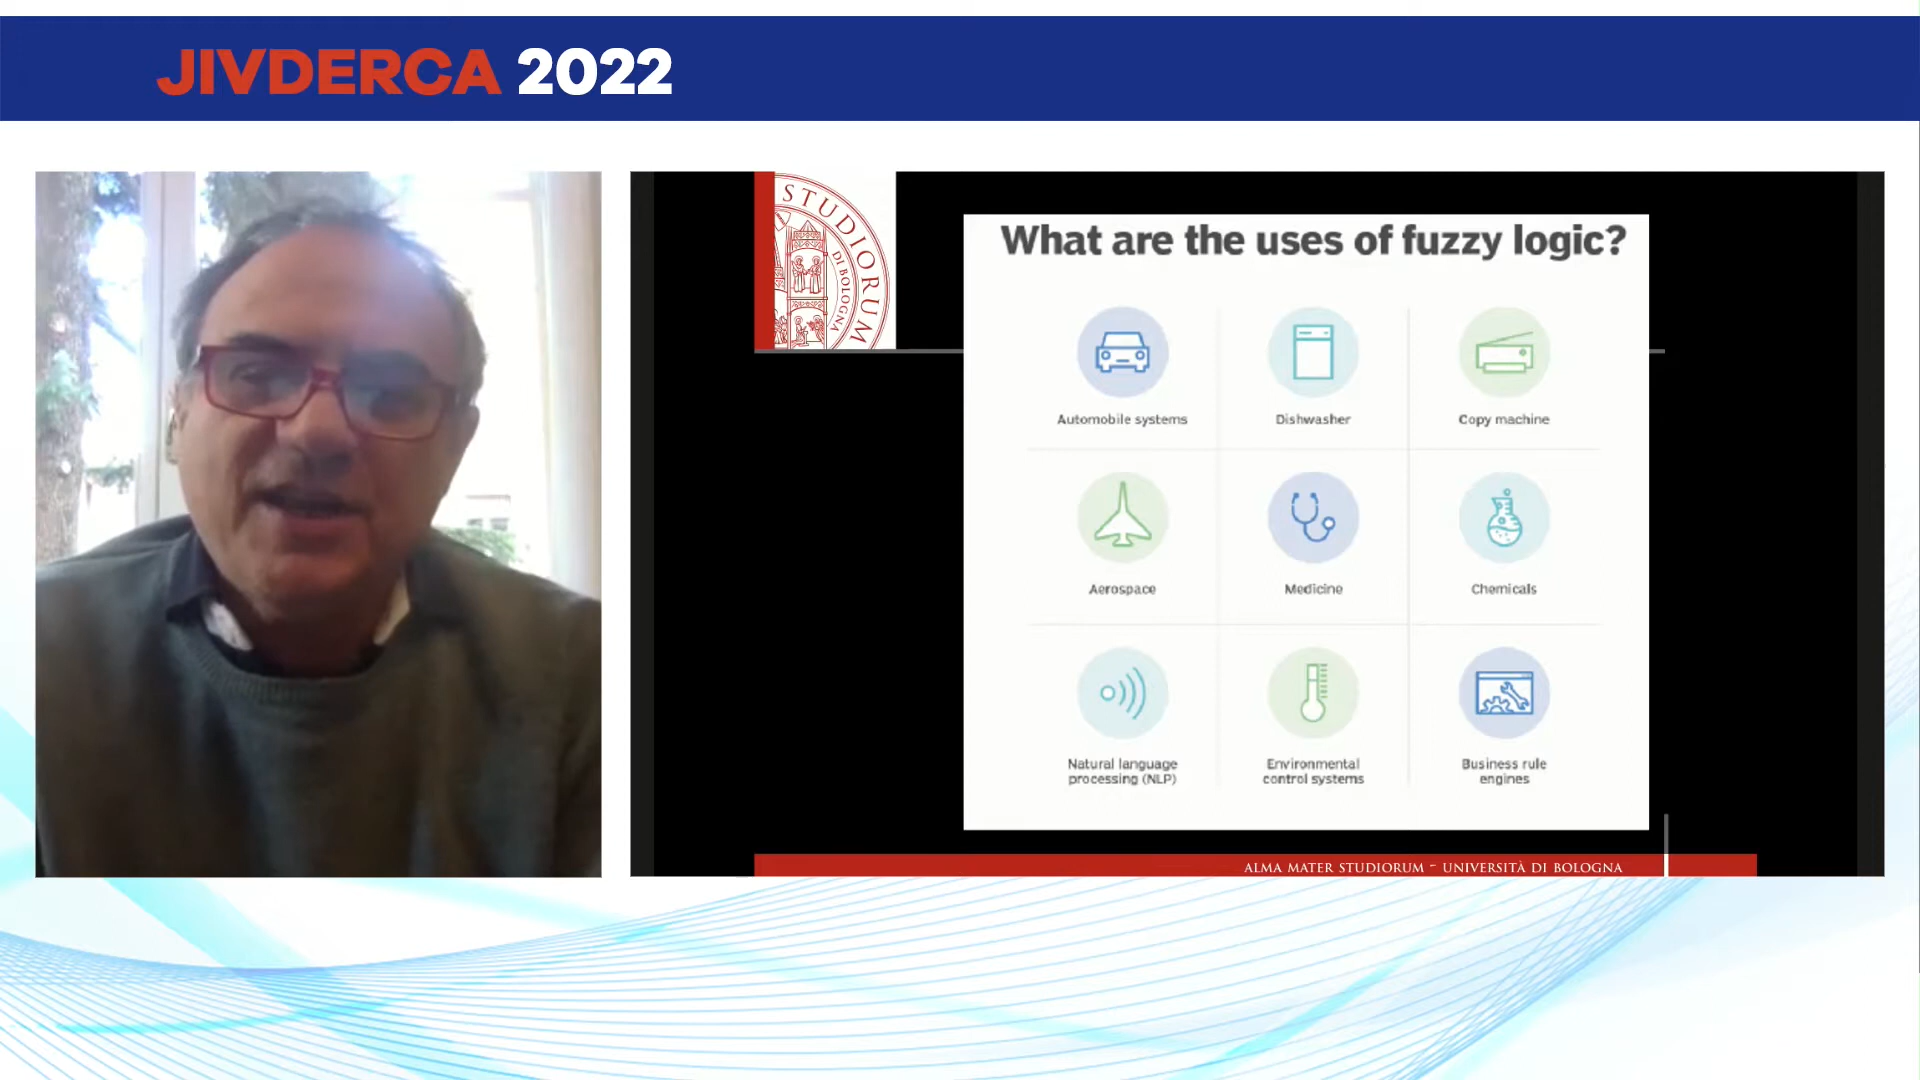 JIVDERCA 2022
STUDIORUM
DI BOLOGNA
What are the uses of fuzzy logic?
Automobile systems
Dishwasher
Copy machine
Aerospace
Medicine
Chemicals
Natural language
processing (NLP)
Environmental
control systems
Business rule
engines
ALMA MATER STUDIORUM ~ UNIVERSITÀ DI BOLOGNA